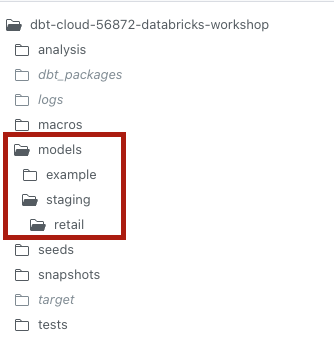 dbt-cloud-56872-databricks-workshop
analysis
dbt_packages
logs
macros
models
example
staging
retail
seeds
snapshots
target
tests